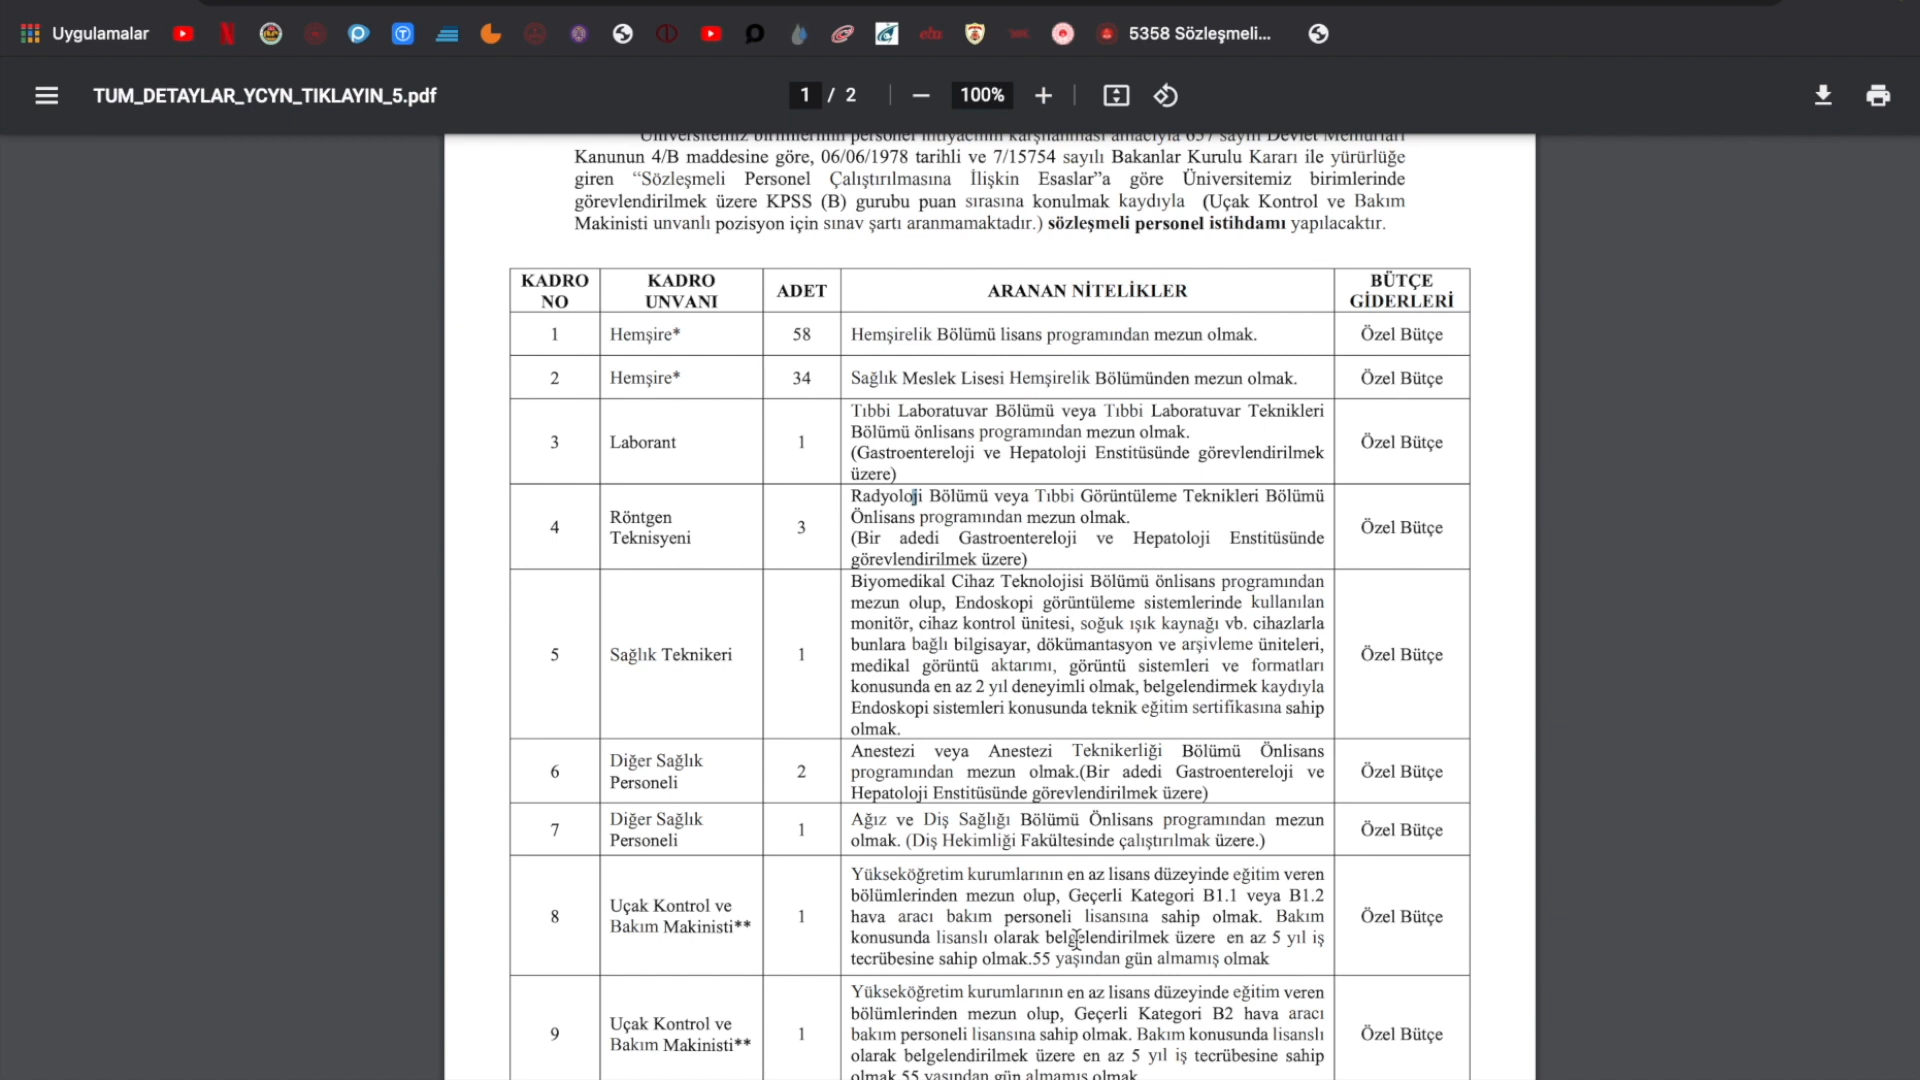 Uygulamalar
5358 Sözleşmeli...
TUM_DETAYLAR_YCYN_TIKLAYIN_5.pdf
1 / 2
100%
Üniversitemiz birimlerinin personel ihtiyacının karşılanması amacıyla 657 sayılı Devlet Memurları
Kanunun 4/B maddesine göre, 06/06/1978 tarihli ve 7/15754 sayılı Bakanlar Kurulu Kararı ile yürürlüğe
giren “Sözleşmeli Personel Çalıştırılmasına İlişkin Esaslar”a göre Üniversitemiz birimlerinde
görevlendirilmek üzere KPSS (B) gurubu puan sırasına konulmak kaydıyla (Uçak Kontrol ve Bakım
Makinisti unvanlı pozisyon için sınav şartı aranmamaktadır.) sözleşmeli personel istihdamı yapılacaktır.
KADRO
NO
KADRO
UNVANI
ADET
ARANAN NİTELİKLER
BÜTÇE
GİDERLERİ
1
Hemşire*
58
Hemşirelik Bölümü lisans programından mezun olmak.
Özel Bütçe
2
Hemşire*
34
Sağlık Meslek Lisesi Hemşirelik Bölümünden mezun olmak.
Özel Bütçe
3
Laborant
1
Tıbbi Laboratuvar Bölümü veya Tıbbi Laboratuvar Teknikleri
Bölümü önlisans programından mezun olmak.
(Gastroentereloji ve Hepatoloji Enstitüsünde görevlendirilmek
üzere)
Özel Bütçe
4
Röntgen
Teknisyeni
3
Radyoloji Bölümü veya Tıbbi Görüntüleme Teknikleri Bölümü
Önlisans programından mezun olmak.
(Bir adedi Gastroentereloji ve Hepatoloji Enstitüsünde
görevlendirilmek üzere)
Özel Bütçe
5
Sağlık Teknikeri
1
Biyomedikal Cihaz Teknolojisi Bölümü önlisans programından
mezun olup, Endoskopi görüntüleme sistemlerinde kullanılan
monitör, cihaz kontrol ünitesi, soğuk ışık kaynağı vb. cihazlarla
bunlara bağlı bilgisayar, dökümantasyon ve arşivleme üniteleri,
medikal görüntü aktarımı, görüntü sistemleri ve formatları
konusunda en az 2 yıl deneyimli olmak, belgelendirmek kaydıyla
Endoskopi sistemleri konusunda teknik eğitim sertifikasına sahip
olmak.
Özel Bütçe
6
Diğer Sağlık
Personeli
2
Anestezi veya Anestezi Teknikerliği Bölümü Önlisans
programından mezun olmak.(Bir adedi Gastroentereloji ve
Hepatoloji Enstitüsünde görevlendirilmek üzere)
Özel Bütçe
7
Diğer Sağlık
Personeli
1
Ağız ve Diş Sağlığı Bölümü Önlisans programından mezun
olmak. (Diş Hekimliği Fakültesinde çalıştırılmak üzere.)
Özel Bütçe
8
Uçak Kontrol ve
Bakım Makinisti**
1
Yükseköğretim kurumlarının en az lisans düzeyinde eğitim veren
bölümlerinden mezun olup, Geçerli Kategori B1.1 veya B1.2
hava aracı bakım personeli lisansına sahip olmak. Bakım
konusunda lisanslı olarak belgelendirilmek üzere en az 5 yıl iş
tecrübesine sahip olmak.55 yaşından gün almamış olmak
Özel Bütçe
9
Uçak Kontrol ve
Bakım Makinisti**
1
Yükseköğretim kurumlarının en az lisans düzeyinde eğitim veren
bölümlerinden mezun olup, Geçerli Kategori B2 hava aracı
bakım personeli lisansına sahip olmak. Bakım konusunda lisanslı
olarak belgelendirilmek üzere en az 5 yıl iş tecrübesine sahip
olmak.55 yaşından gün almamış olmak
Özel Bütçe